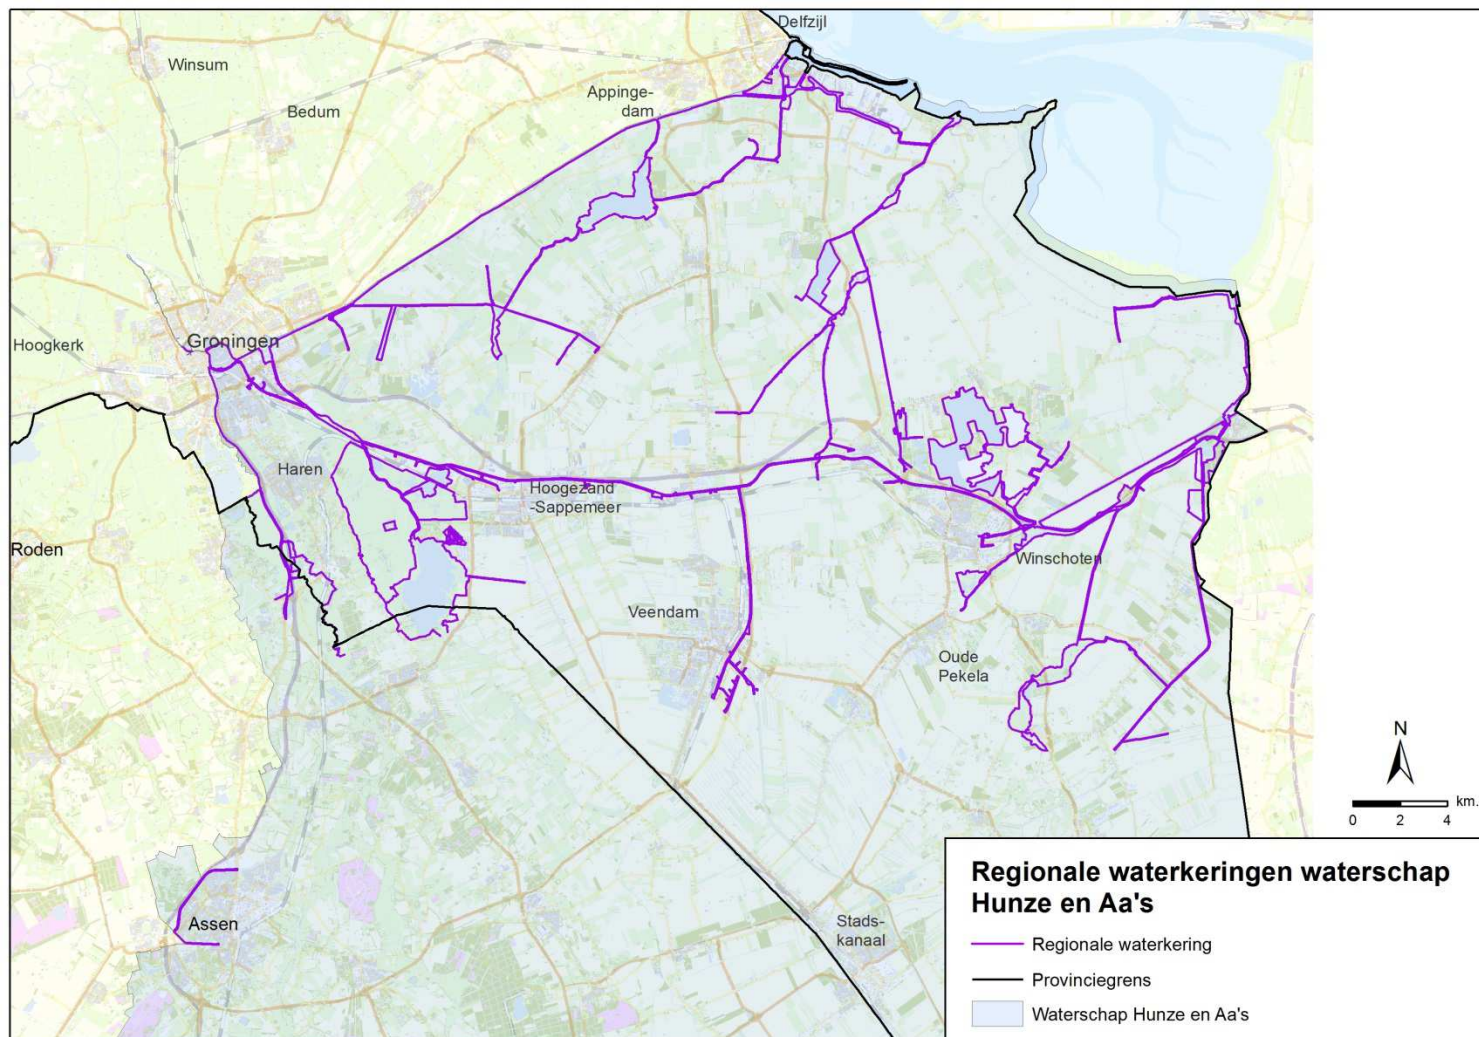 Delfzijl
Winsum
Appinge-
dam
Bedum
Groningen
Hoogkerk
Haren
Hoogezand
-Sappemeer
Roden
Winschoten
Veendam
Oude
Pekela
Assen
Stads-
kanaal
N
km.
0 2 4
Regionale waterkeringen waterschap
Hunze en Aa's
Regionale waterkering
Provinciegrens
Waterschap Hunze en Aa's